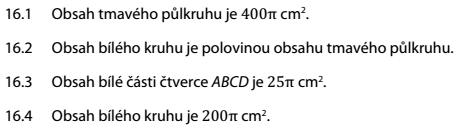 16.1 Obsah tmavého půlkruhu je 400π cm².
16.2 Obsah bílého kruhu je polovinou obsahu tmavého půlkruhu.
16.3 Obsah bílé části čtverce ABCD je 25π cm².
16.4 Obsah bílého kruhu je 200π cm².